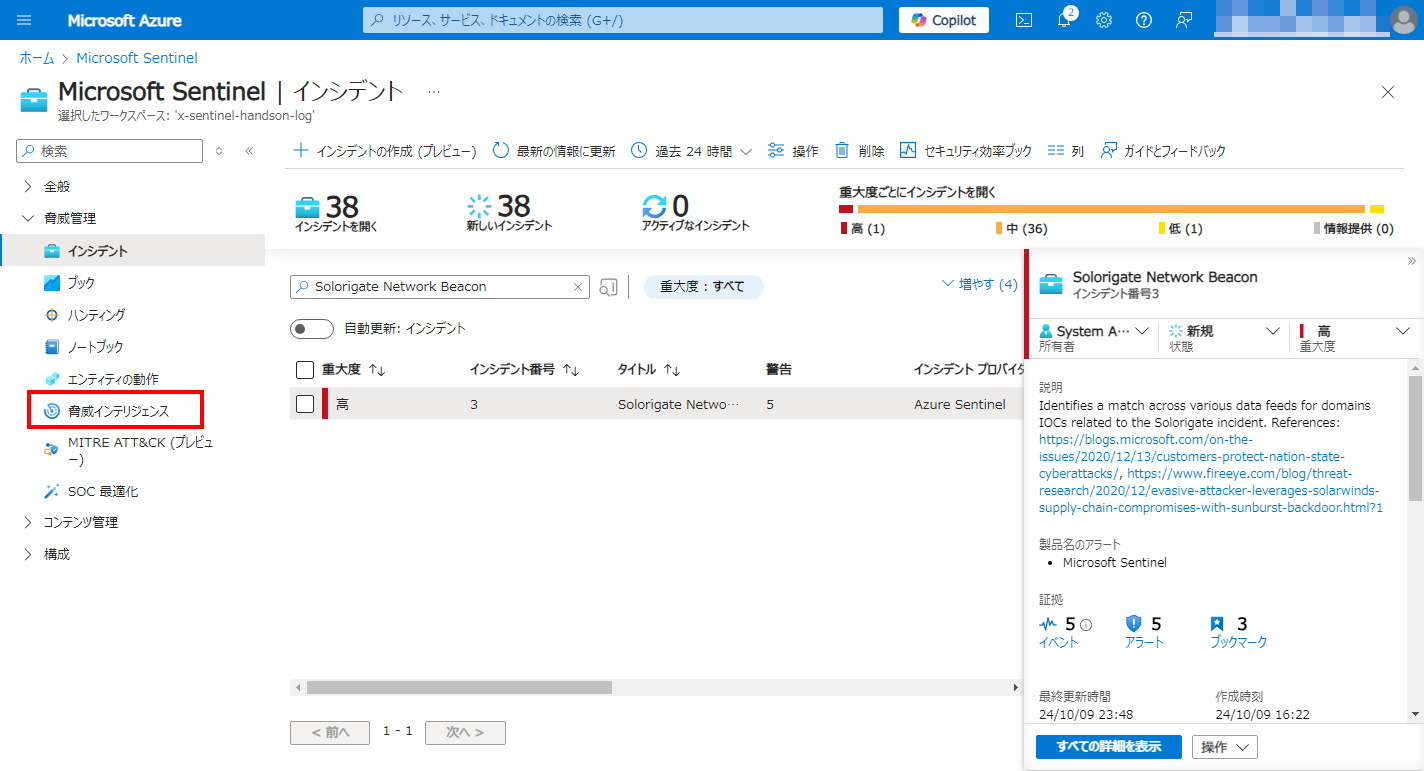 Microsoft Azure
リソース、サービス、ドキュメントの検索 (G+/)
Copilot
2
ホーム > Microsoft Sentinel
Microsoft Sentinel | インシデント ...
選択したワークスペース: 'x-sentinel-handson-log'
検索
全般
脅威管理
インシデント
ブック
ハンティング
ノートブック
エンティティの動作
脅威インテリジェンス
MITRE ATT&CK (プレビュ
ー)
SOC 最適化
コンテンツ管理
構成
インシデントの作成 (プレビュー) 最新の情報に更新 過去 24 時間 操作 削除 セキュリティ効率ブック 列 ガイドとフィードバック
38
インシデントを開く
38
新しいインシデント
0
アクティブなインシデント
重大度ごとにインシデントを開く
高 (1) 中 (36) 低 (1) 情報提供 (0)
Solorigate Network Beacon
重大度 : すべて
増やす (4)
自動更新: インシデント
重大度 ↑↓ インシデント番号 ↑↓ タイトル ↑↓ 警告 インシデント プロバイダ
高 3 Solorigate Netwo… 5 Azure Sentinel
< 前へ 1 - 1 次へ >
Solorigate Network Beacon
インシデント番号3
System A… 新規 高
所有者 状態 重大度
説明
Identifies a match across various data feeds for domains
IOCs related to the Solorigate incident. References:
https://blogs.microsoft.com/on-the-
issues/2020/12/13/customers-protect-nation-state-
cyberattacks/, https://www.fireeye.com/blog/threat-
research/2020/12/evasive-attacker-leverages-solarwinds-
supply-chain-compromises-with-sunburst-backdoor.html?1
製品名のアラート
• Microsoft Sentinel
証拠
5 5 3
イベント アラート ブックマーク
最終更新時間 作成時刻
24/10/09 23:48 24/10/09 16:22
すべての詳細を表示 操作